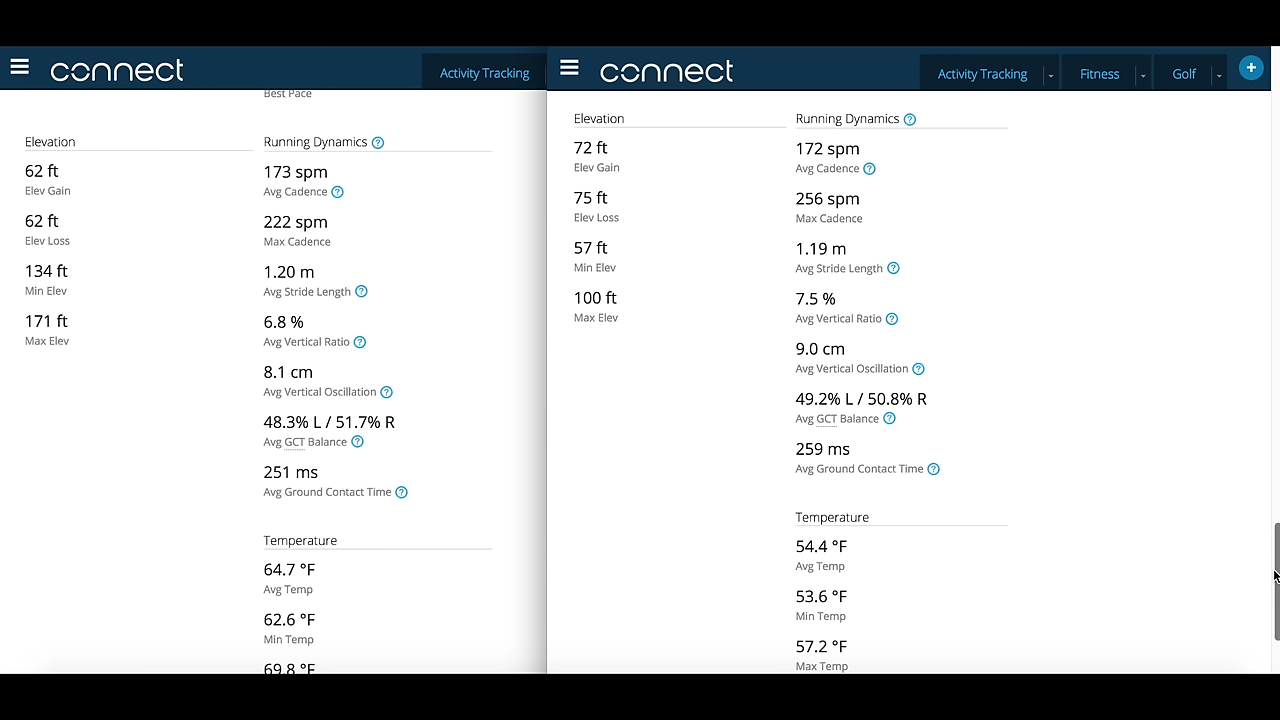 connect
Activity Tracking
Best Pace
Elevation
62 ft
Elev Gain
62 ft
Elev Loss
134 ft
Min Elev
171 ft
Max Elev
Running Dynamics ?
173 spm
Avg Cadence ?
222 spm
Max Cadence
1.20 m
Avg Stride Length ?
6.8 %
Avg Vertical Ratio ?
8.1 cm
Avg Vertical Oscillation ?
48.3% L / 51.7% R
Avg GCT Balance ?
251 ms
Avg Ground Contact Time ?
Temperature
64.7 °F
Avg Temp
62.6 °F
Min Temp
69.8 °F
connect
Activity Tracking
Fitness
Golf
+
Elevation
72 ft
Elev Gain
75 ft
Elev Loss
57 ft
Min Elev
100 ft
Max Elev
Running Dynamics ?
172 spm
Avg Cadence ?
256 spm
Max Cadence
1.19 m
Avg Stride Length ?
7.5 %
Avg Vertical Ratio ?
9.0 cm
Avg Vertical Oscillation ?
49.2% L / 50.8% R
Avg GCT Balance ?
259 ms
Avg Ground Contact Time ?
Temperature
54.4 °F
Avg Temp
53.6 °F
Min Temp
57.2 °F
Max Temp